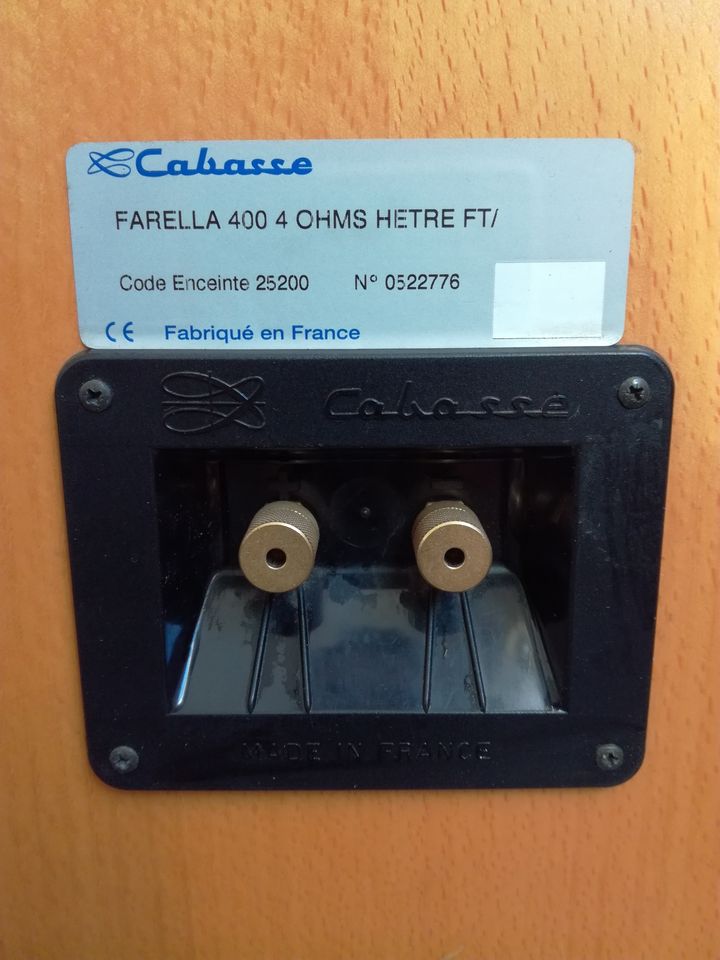 Cabasse
FARELLA 400 4 OHMS HETRE FT/
Code Enceinte 25200 N° 0522776
CE Fabriqué en France
Cabasse
MADE IN FRANCE